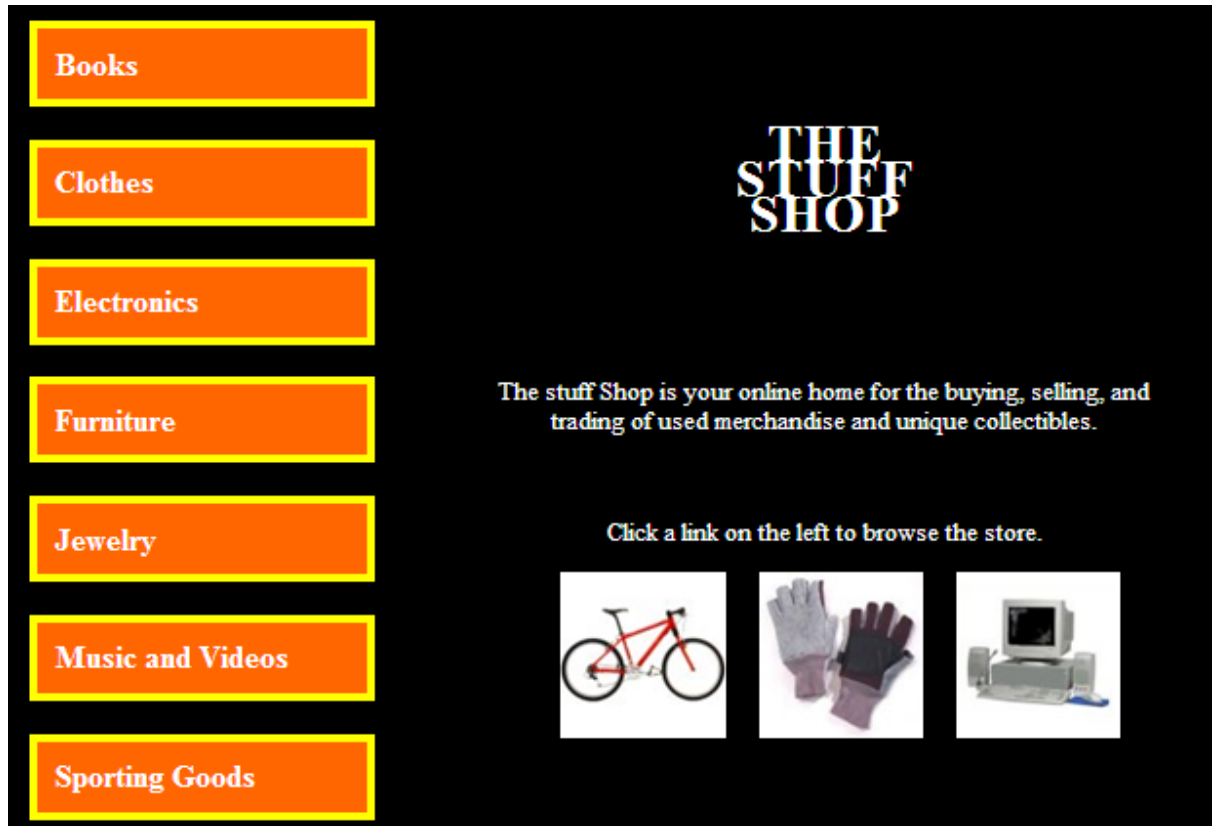 Books
Clothes
Electronics
Furniture
Jewelry
Music and Videos
Sporting Goods
THE
STUFF
SHOP
The stuff Shop is your online home for the buying, selling, and
trading of used merchandise and unique collectibles.
Click a link on the left to browse the store.